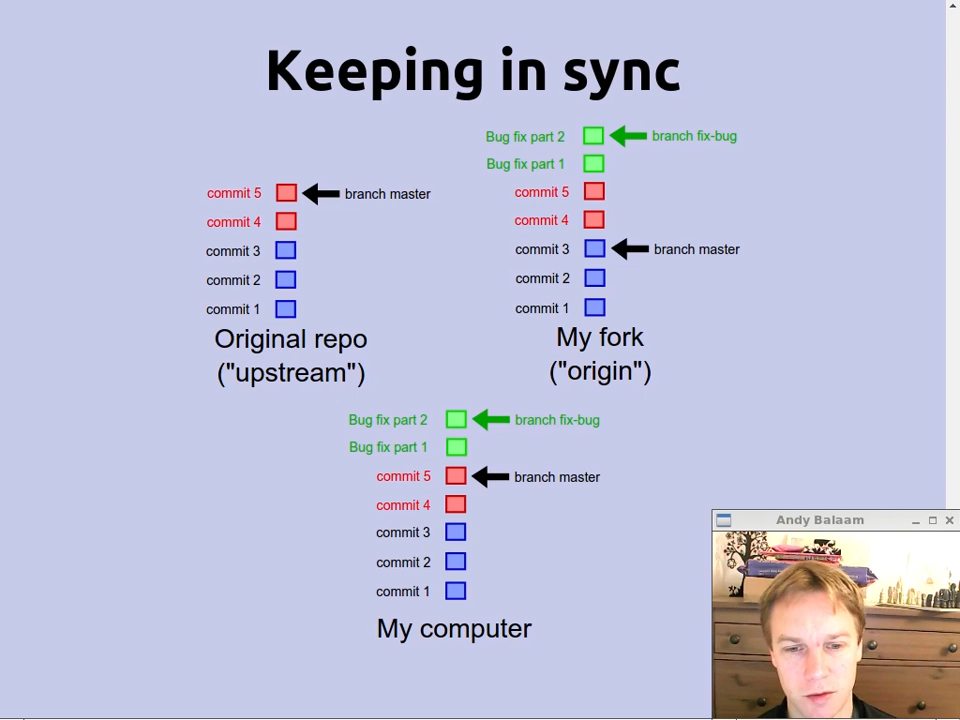 Keeping in sync
Bug fix part 2
branch fix-bug
Bug fix part 1
commit 5
branch master
commit 5
commit 4
commit 4
commit 3
commit 3
branch master
commit 2
commit 2
commit 1
commit 1
Original repo
("upstream")
My fork
("origin")
Bug fix part 2
branch fix-bug
Bug fix part 1
commit 5
branch master
commit 4
commit 3
commit 2
commit 1
My computer
Andy Balaam